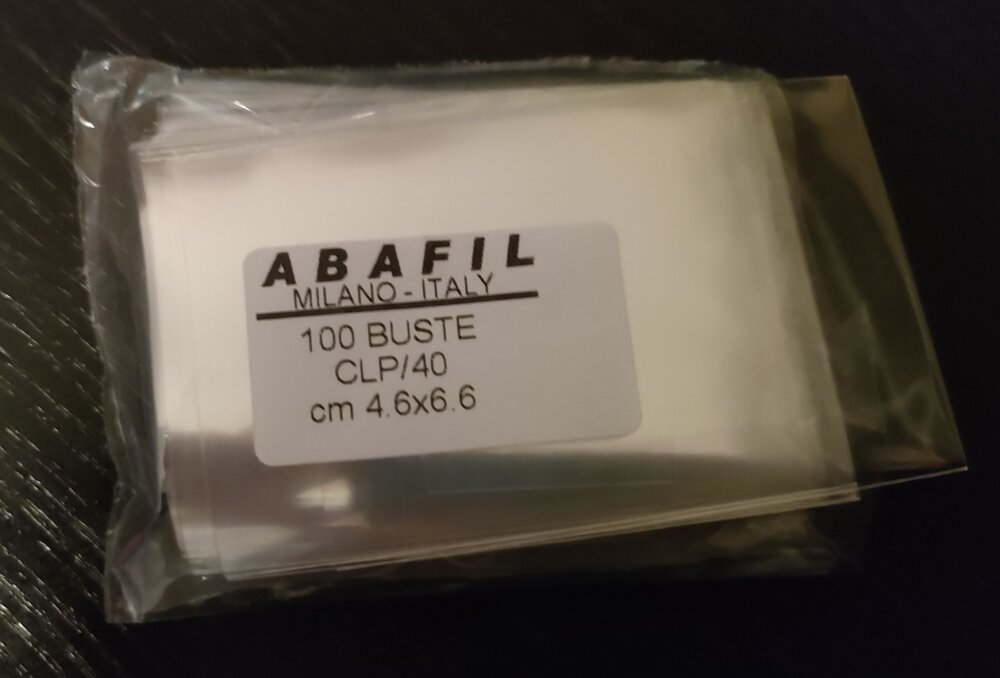 ABAFIL
MILANO - ITALY
100 BUSTE
CLP/40
cm 4.6x6.6